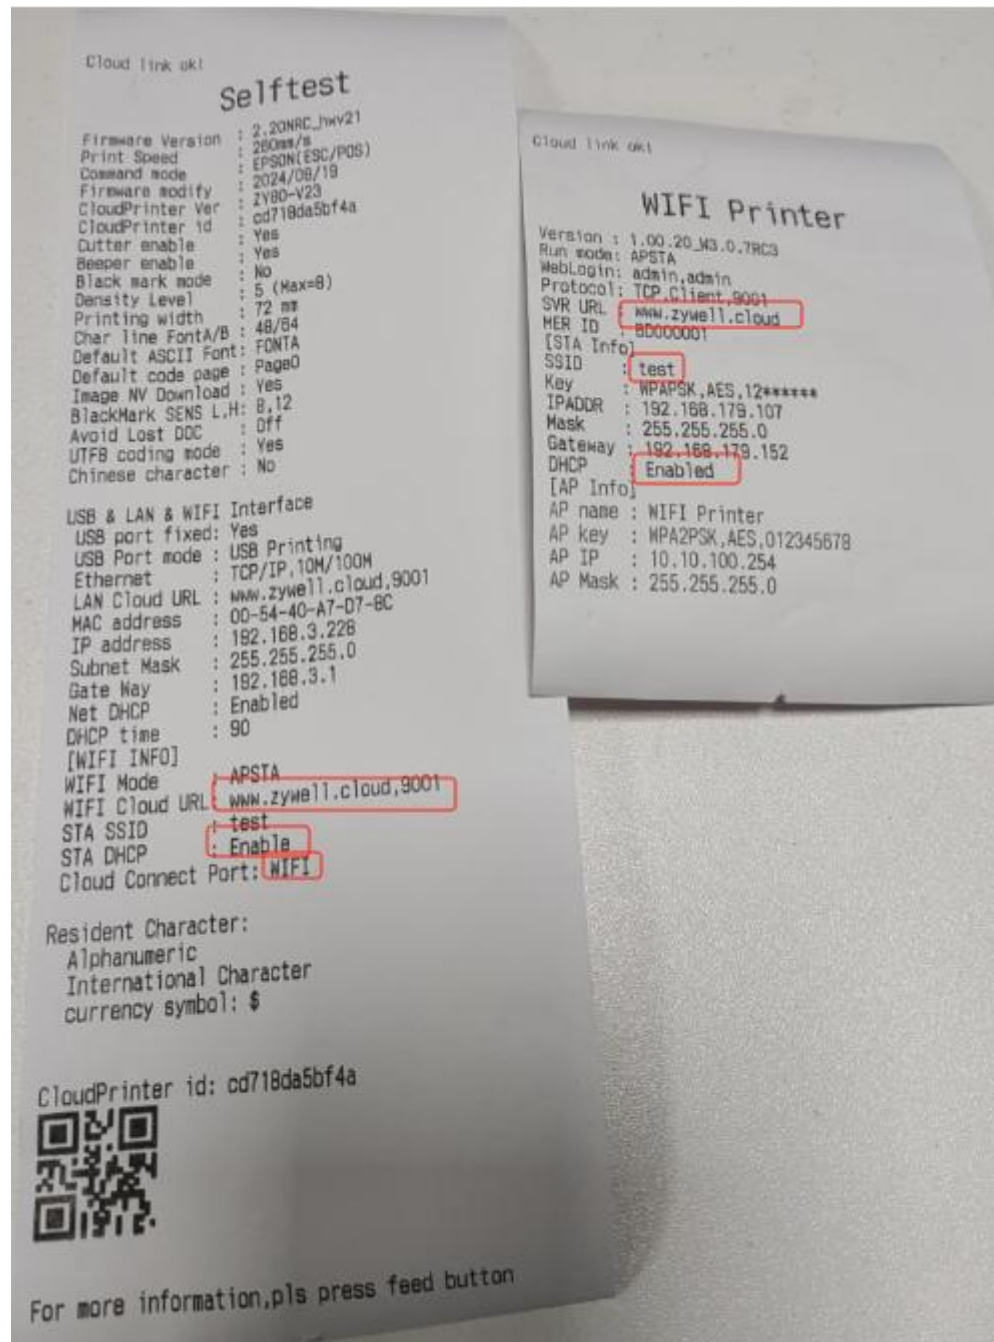 Cloud link ok!
Selftest
Firmware Version : 2.20NRC_hwv21
Print Speed : 260mm/s
Command mode : EPSON(ESC/POS)
Firmware modify : 2024/09/19
CloudPrinter Ver : ZY80-V23
CloudPrinter id : cd718da5bf4a
Cutter enable : Yes
Beeper enable : Yes
Black mark mode : No
Density Level : 5 (Max=8)
Printing width : 72 mm
Char line FontA/B : 48/64
Default ASCII Font: FONTA
Default code page : Page0
Image NV Download : Yes
BlackMark SENS L,H: 8,12
Avoid Lost DOC : Off
UTF8 coding mode : Yes
Chinese character : No
USB & LAN & WIFI Interface
USB port fixed: Yes
USB Port mode : USB Printing
Ethernet : TCP/IP,10M/100M
LAN Cloud URL : www.zywell.cloud,9001
MAC address : 00-54-40-A7-D7-8C
IP address : 192.168.3.228
Subnet Mask : 255.255.255.0
Gate Way : 192.168.3.1
Net DHCP : Enabled
DHCP time : 90
[WIFI INFO]
WIFI Mode : APSTA
WIFI Cloud URL: www.zywell.cloud,9001
STA SSID : test
STA DHCP : Enable
Cloud Connect Port: WIFI
Resident Character:
Alphanumeric
International Character
currency symbol: $
CloudPrinter id: cd718da5bf4a
For more information,pls press feed button
Cloud link ok!
WIFI Printer
Version : 1.00.20_W3.0.7RC3
Run mode: APSTA
WebLogin: admin,admin
Protocol: TCP.Client,9001
SVR URL : www.zywell.cloud
MER ID : BD000001
[STA Info]
SSID : test
Key : WPAPSK,AES,12******
IPADDR : 192.168.179.107
Mask : 255.255.255.0
Gateway : 192.168.179.152
DHCP : Enabled
[AP Info]
AP name : WIFI Printer
AP key : WPA2PSK,AES,012345678
AP IP : 10.10.100.254
AP Mask : 255.255.255.0